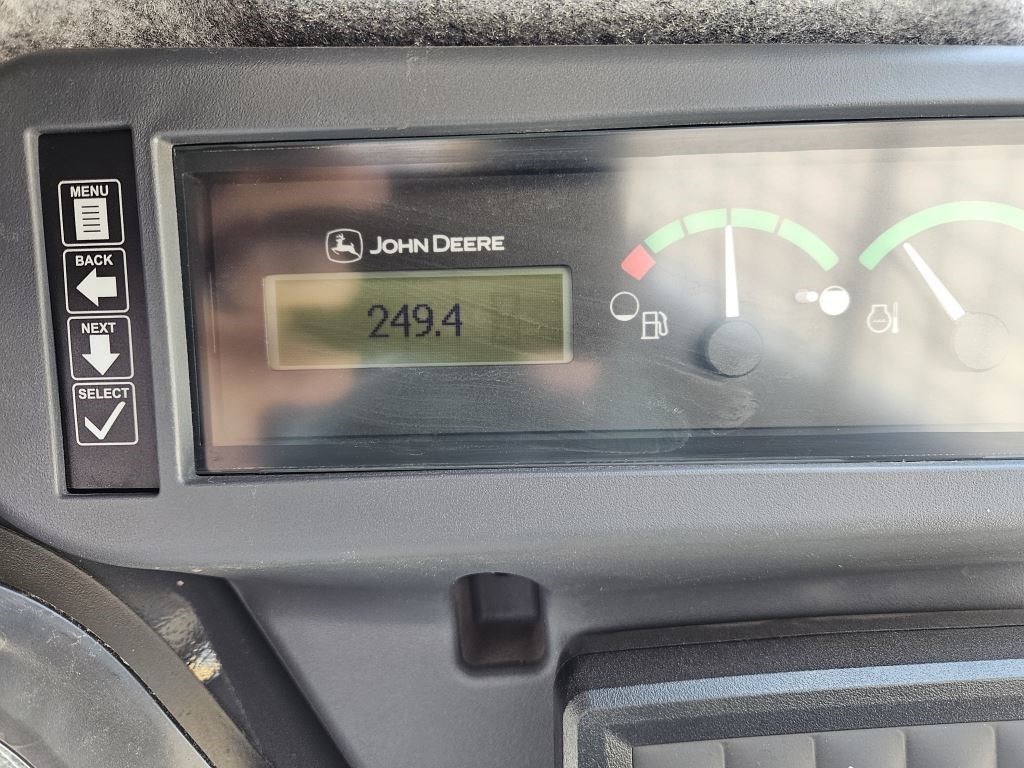 MENU
BACK
NEXT
SELECT
JOHN DEERE
249.4